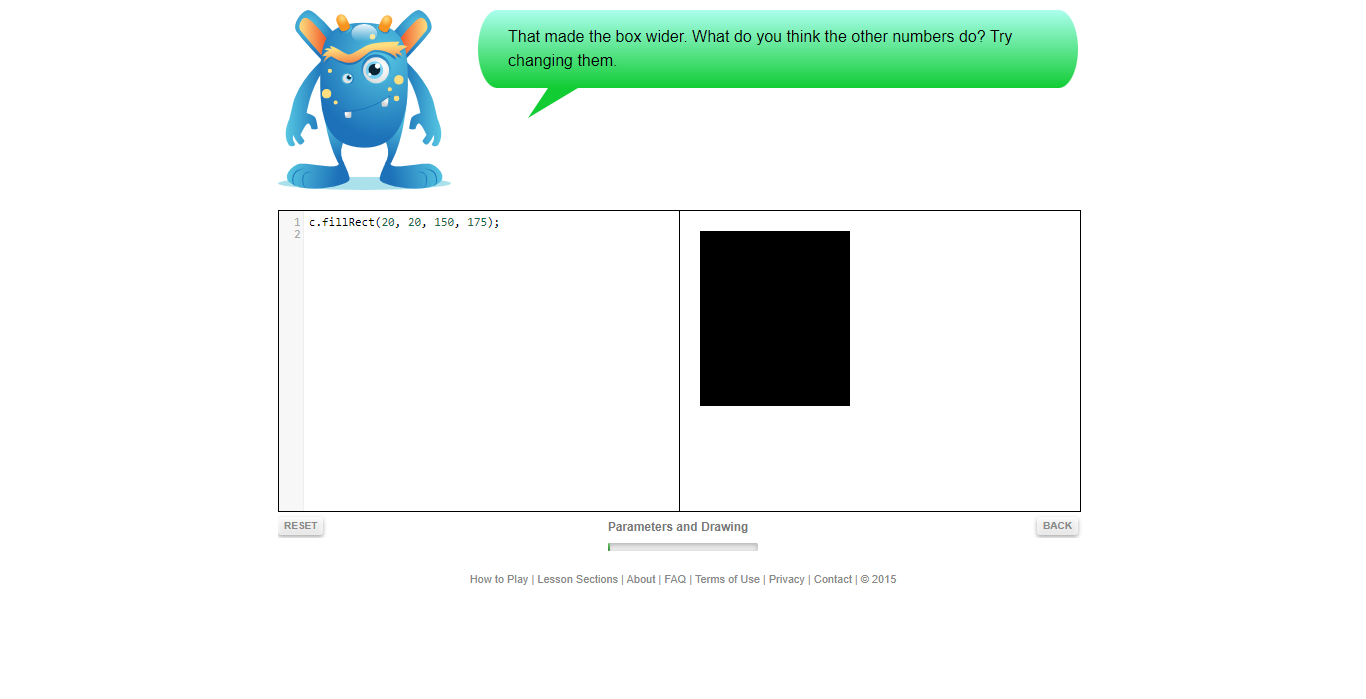 That made the box wider. What do you think the other numbers do? Try
changing them.
1 c.fillRect(20, 20, 150, 175);
2
RESET
Parameters and Drawing
BACK
How to Play | Lesson Sections | About | FAQ | Terms of Use | Privacy | Contact | © 2015